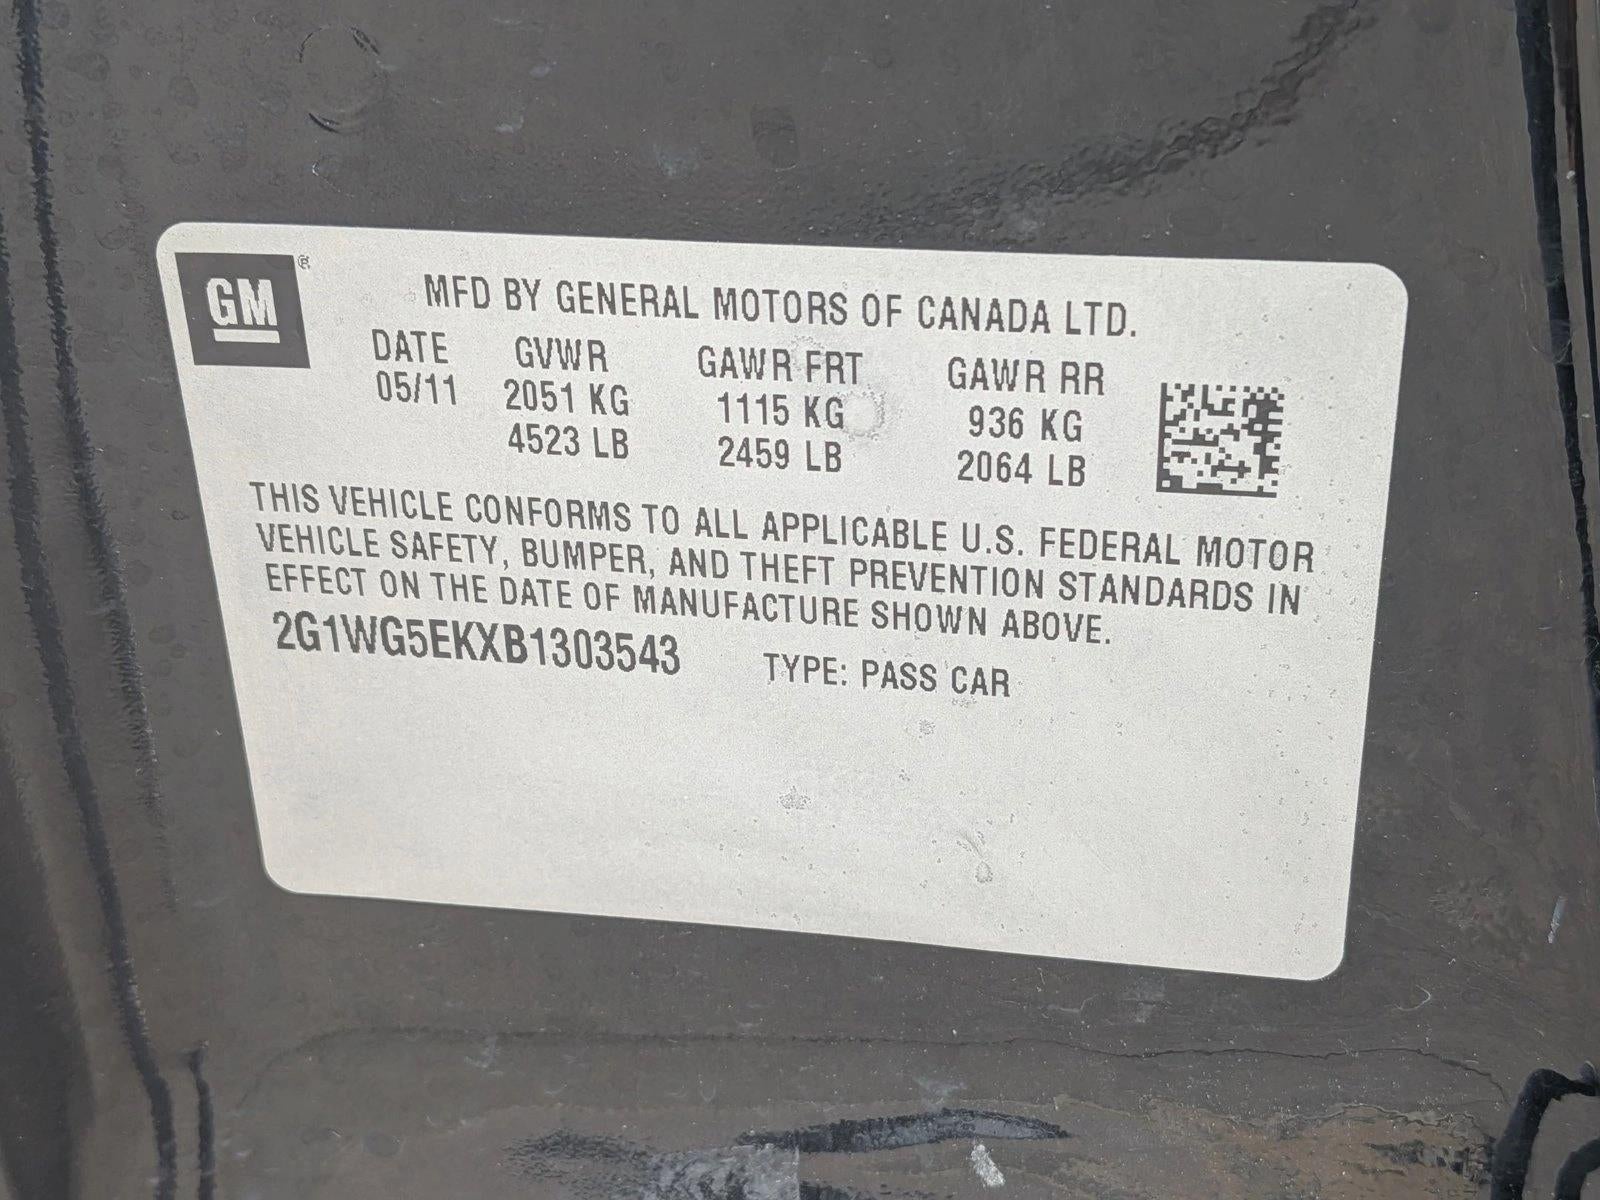 GM ®
MFD BY GENERAL MOTORS OF CANADA LTD.
DATE GVWR GAWR FRT GAWR RR
05/11 2051 KG 1115 KG 936 KG
4523 LB 2459 LB 2064 LB
THIS VEHICLE CONFORMS TO ALL APPLICABLE U.S. FEDERAL MOTOR
VEHICLE SAFETY, BUMPER, AND THEFT PREVENTION STANDARDS IN
EFFECT ON THE DATE OF MANUFACTURE SHOWN ABOVE.
2G1WG5EKXB1303543 TYPE: PASS CAR